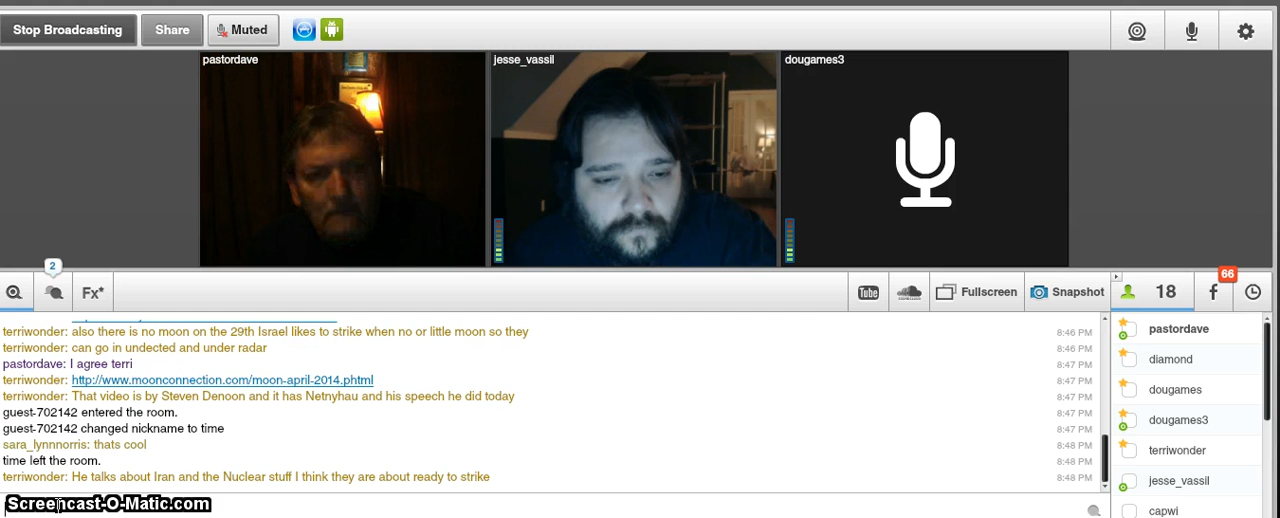 Stop Broadcasting Share Muted
pastordave jesse_vassil dougames3
2 66
Fx* You Tube Fullscreen Snapshot 18
terriwonder: also there is no moon on the 29th Israel likes to strike when no or little moon so they 8:46 PM
terriwonder: can go in undected and under radar 8:46 PM
pastordave: I agree terri 8:47 PM
terriwonder: http://www.moonconnection.com/moon-april-2014.phtml 8:47 PM
terriwonder: That video is by Steven Denoon and it has Netnyhau and his speech he did today 8:47 PM
guest-702142 entered the room. 8:47 PM
guest-702142 changed nickname to time 8:47 PM
sara_lynnnorris: thats cool 8:48 PM
time left the room. 8:48 PM
terriwonder: He talks about Iran and the Nuclear stuff I think they are about ready to strike 8:48 PM
pastordave
diamond
dougames
dougames3
terriwonder
jesse_vassil
capwi
Screencast-O-Matic.com